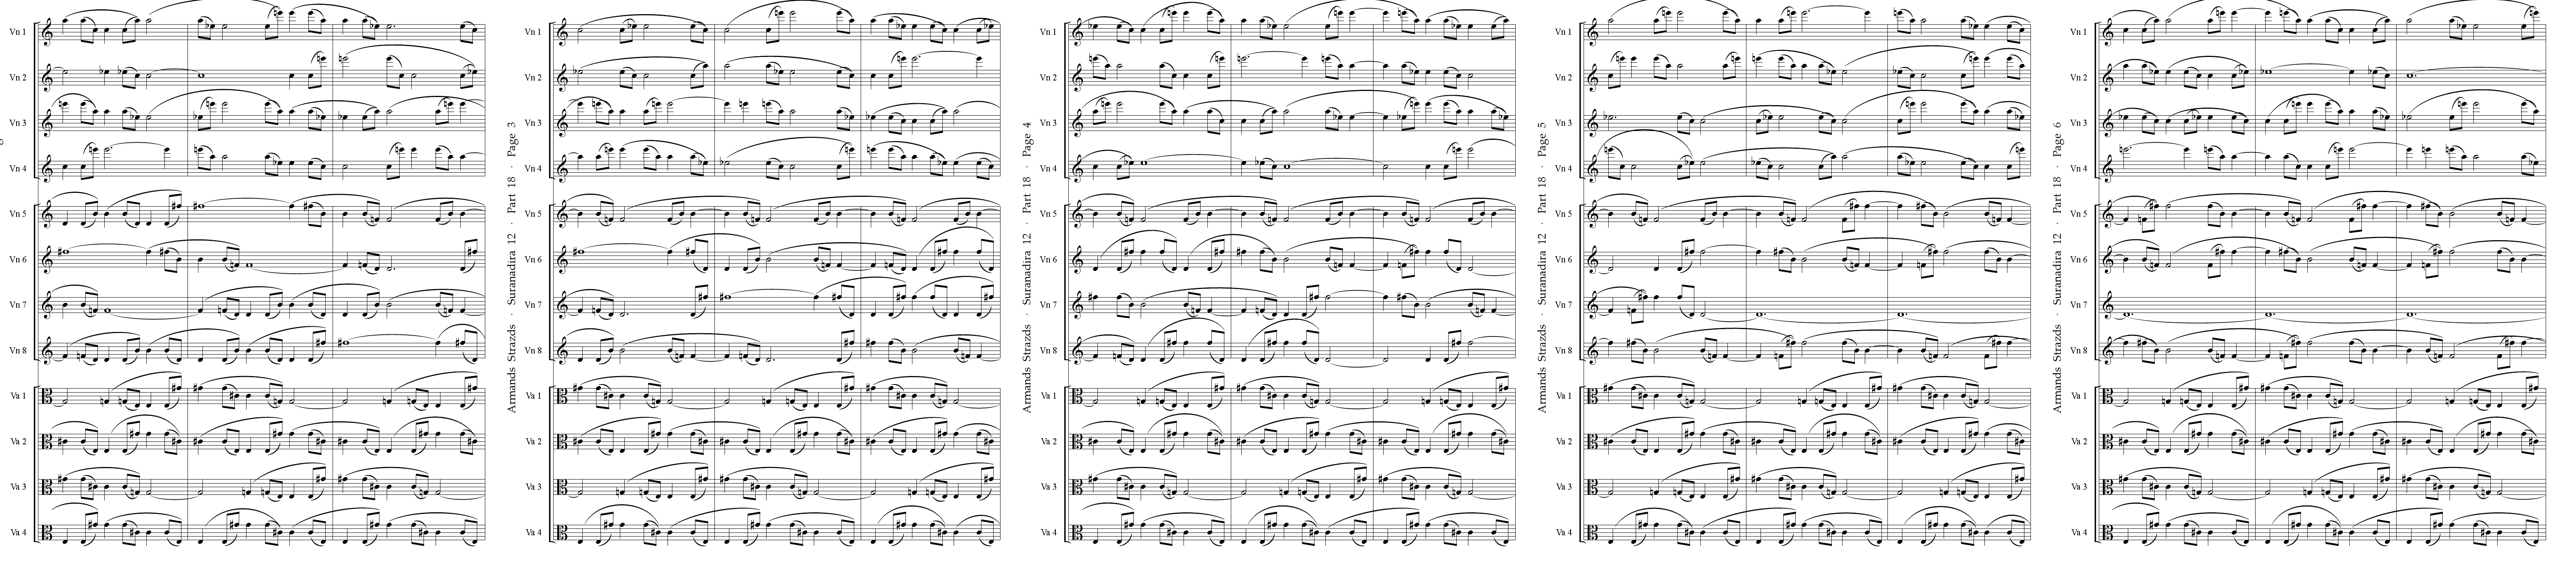 Vn 1
Vn 2
Vn 3
Vn 4
Vn 5
Vn 6
Vn 7
Vn 8
Va 1
Va 2
Va 3
Va 4
Armands Strazds · Suranadira 12 · Part 18 · Page 3
Vn 1
Vn 2
Vn 3
Vn 4
Vn 5
Vn 6
Vn 7
Vn 8
Va 1
Va 2
Va 3
Va 4
Armands Strazds · Suranadira 12 · Part 18 · Page 4
Vn 1
Vn 2
Vn 3
Vn 4
Vn 5
Vn 6
Vn 7
Vn 8
Va 1
Va 2
Va 3
Va 4
Armands Strazds · Suranadira 12 · Part 18 · Page 5
Vn 1
Vn 2
Vn 3
Vn 4
Vn 5
Vn 6
Vn 7
Vn 8
Va 1
Va 2
Va 3
Va 4
Armands Strazds · Suranadira 12 · Part 18 · Page 6
Vn 1
Vn 2
Vn 3
Vn 4
Vn 5
Vn 6
Vn 7
Vn 8
Va 1
Va 2
Va 3
Va 4